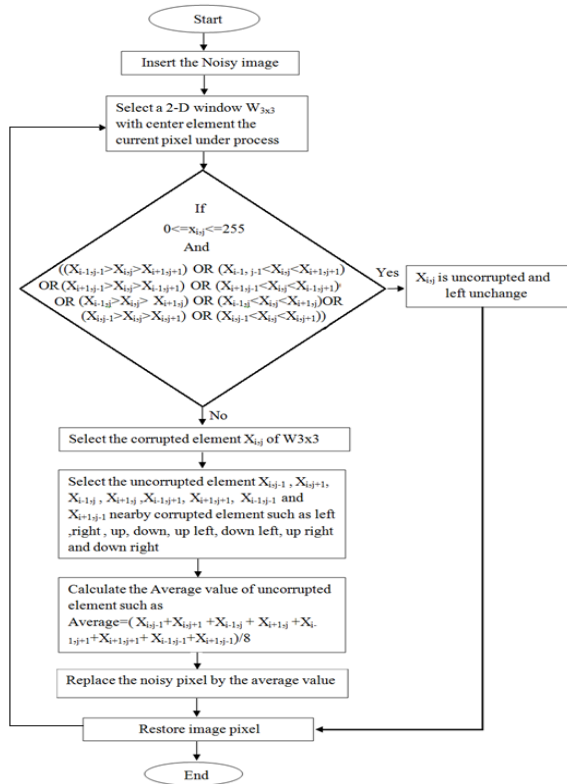 Start
Insert the Noisy image
Select a 2-D window W3x3
with center element the
current pixel under process
If
0<=x i,j<=255
And
((Xi-1,j-1>Xi,j>Xi+1,j+1) OR (Xi-1, j-1<Xi,j<Xi+1,j+1)
OR (Xi+1,j-1>Xi,j>Xi-1,j+1) OR (Xi+1,j-1<Xi,j<Xi-1,j+1)
OR (Xi-1,j>Xi,j> Xi+1,j) OR (Xi-1,j<Xi,j<Xi+1,j)OR
(Xi,j-1>Xi,j>Xi,j+1) OR (Xi,j-1<Xi,j<Xi,j+1))
Yes
Xi,j is uncorrupted and
left unchange
No
Select the corrupted element Xi,j of W3x3
Select the uncorrupted element Xi,j-1 , Xi,j+1,
Xi-1,j , Xi+1,j ,Xi-1,j+1, Xi+1,j+1, Xi-1,j-1 and
Xi+1,j-1 nearby corrupted element such as left
,right , up, down, up left, down left, up right
and down right
Calculate the Average value of uncorrupted
element such as
Average=( Xi,j-1+Xi,j+1 +Xi-1,j + Xi+1,j +Xi-
1,j+1+Xi+1,j+1+ Xi-1,j-1+Xi+1,j-1)/8
Replace the noisy pixel by the average value
Restore image pixel
End